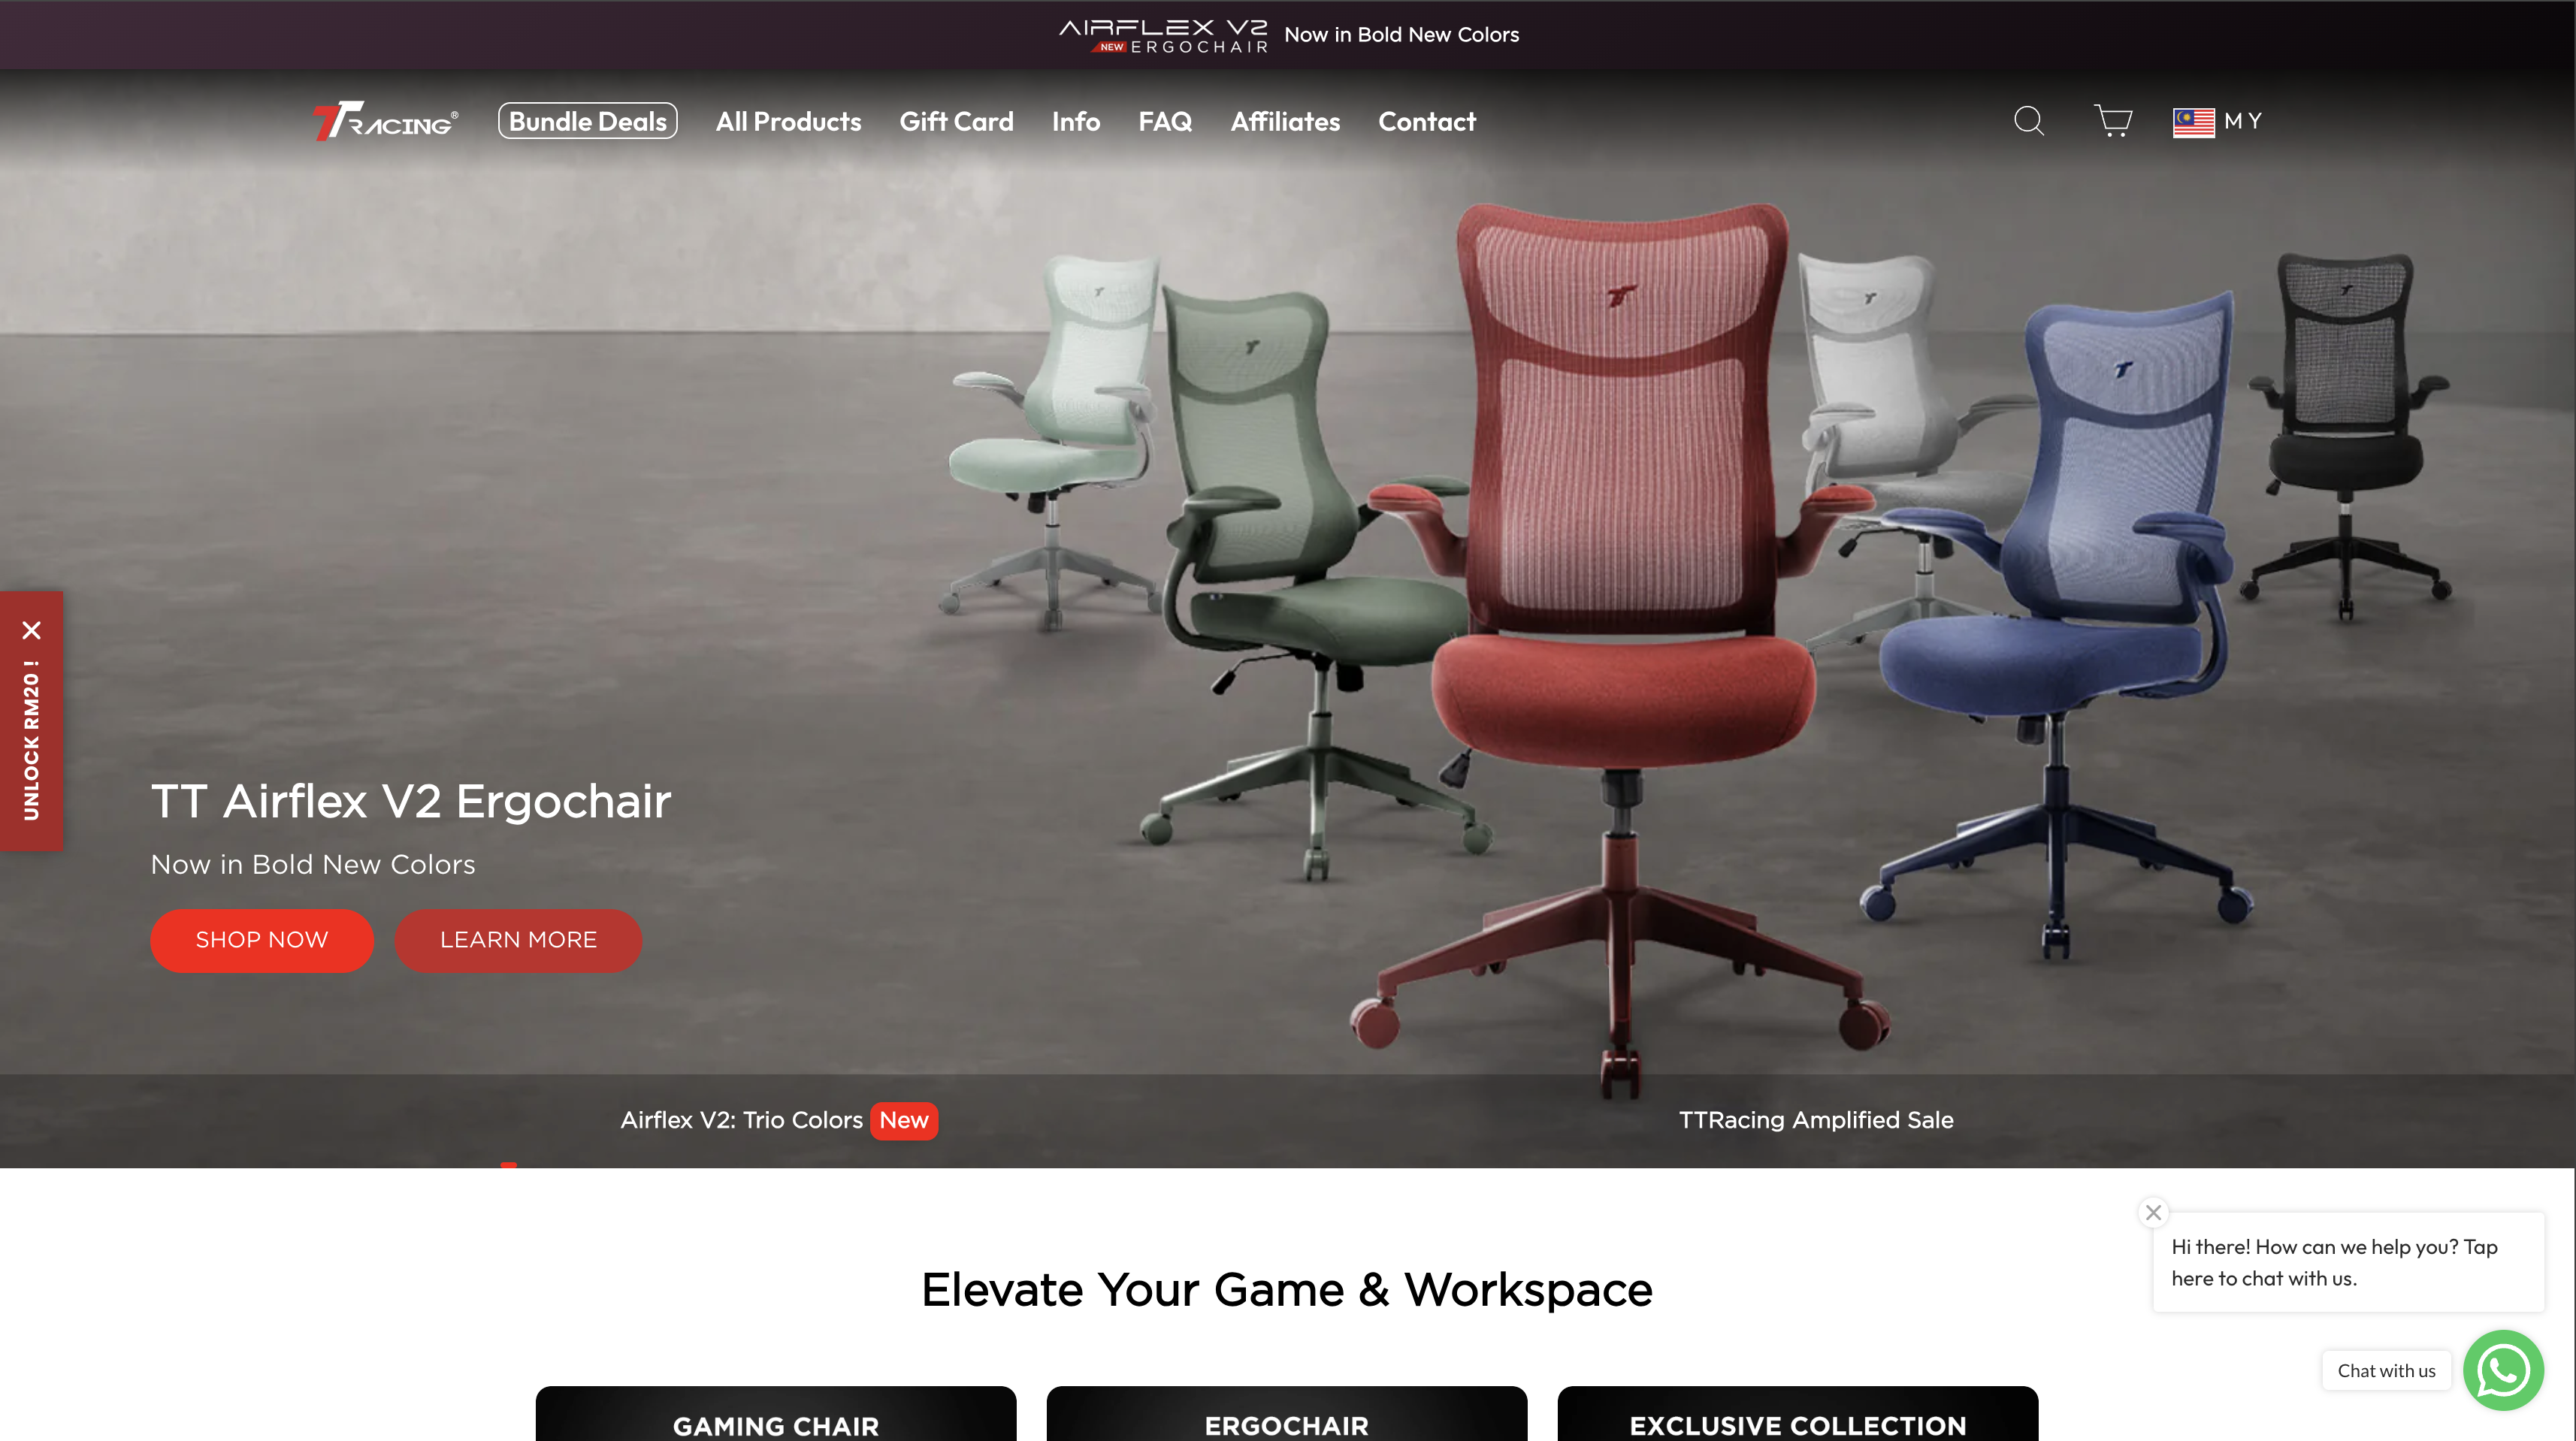 AIRFLEX V2
NEW ERGOCHAIR
Now in Bold New Colors
TTRACING®
Bundle Deals
All Products
Gift Card
Info
FAQ
Affiliates
Contact
MY
UNLOCK RM20 !
TT Airflex V2 Ergochair
Now in Bold New Colors
SHOP NOW
LEARN MORE
Airflex V2: Trio Colors New
TTRacing Amplified Sale
Elevate Your Game & Workspace
Hi there! How can we help you? Tap
here to chat with us.
Chat with us
GAMING CHAIR
ERGOCHAIR
EXCLUSIVE COLLECTION